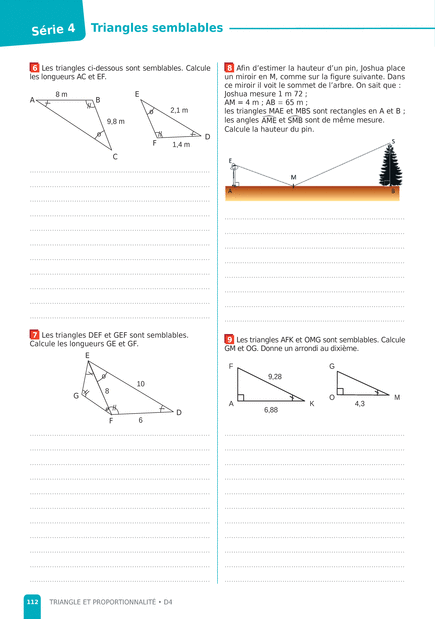 Série 4
Triangles semblables
6 Les triangles ci-dessous sont semblables. Calcule
les longueurs AC et EF.
A
8 m
B
9,8 m
C
E
2,1 m
D
F
1,4 m
7 Les triangles DEF et GEF sont semblables.
Calcule les longueurs GE et GF.
E
10
8
G
D
F
6
8 Afin d'estimer la hauteur d'un pin, Joshua place
un miroir en M, comme sur la figure suivante. Dans
ce miroir il voit le sommet de l'arbre. On sait que :
Joshua mesure 1 m 72 ;
AM = 4 m ; AB = 65 m ;
les triangles MAE et MBS sont rectangles en A et B ;
les angles AME et SMB sont de même mesure.
Calcule la hauteur du pin.
S
E
M
A
B
9 Les triangles AFK et OMG sont semblables. Calcule
GM et OG. Donne un arrondi au dixième.
F
9,28
A
6,88
K
G
O
4,3
M
112 TRIANGLE ET PROPORTIONNALITÉ • D4